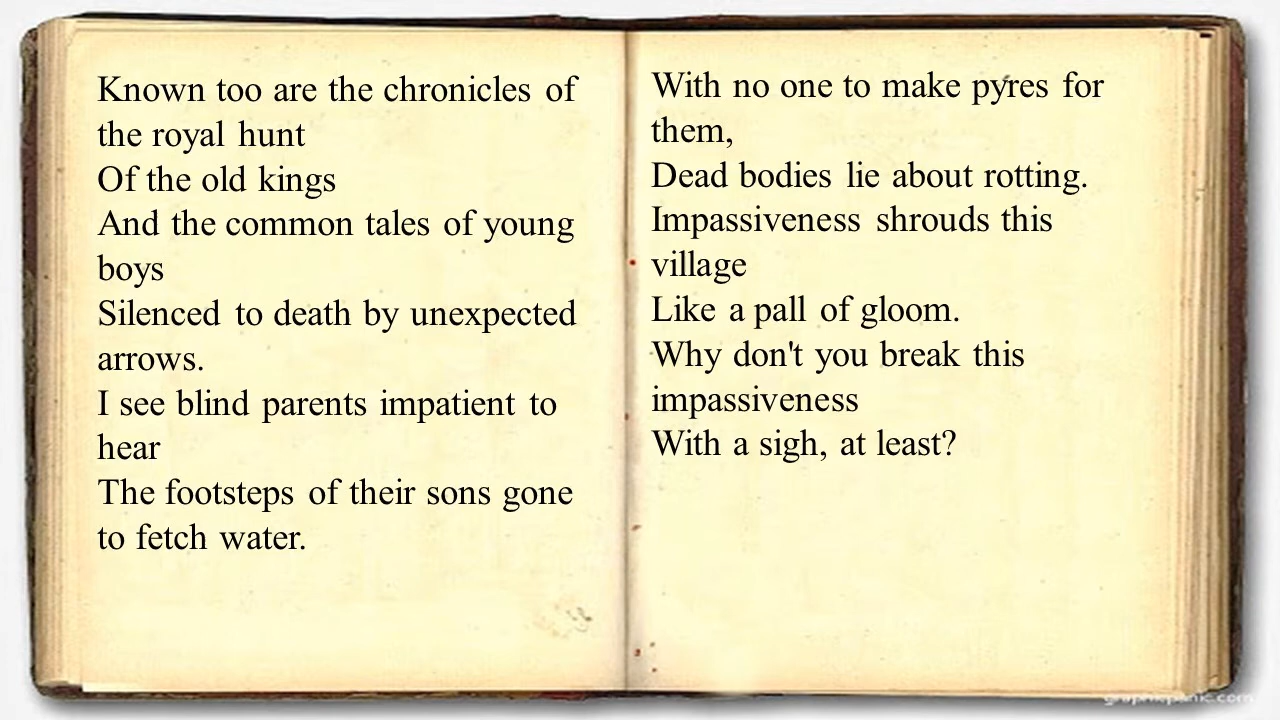 Known too are the chronicles of
the royal hunt
Of the old kings
And the common tales of young
boys
Silenced to death by unexpected
arrows.
I see blind parents impatient to
hear
The footsteps of their sons gone
to fetch water.
With no one to make pyres for
them,
Dead bodies lie about rotting.
Impassiveness shrouds this
village
Like a pall of gloom.
Why don't you break this
impassiveness
With a sigh, at least?